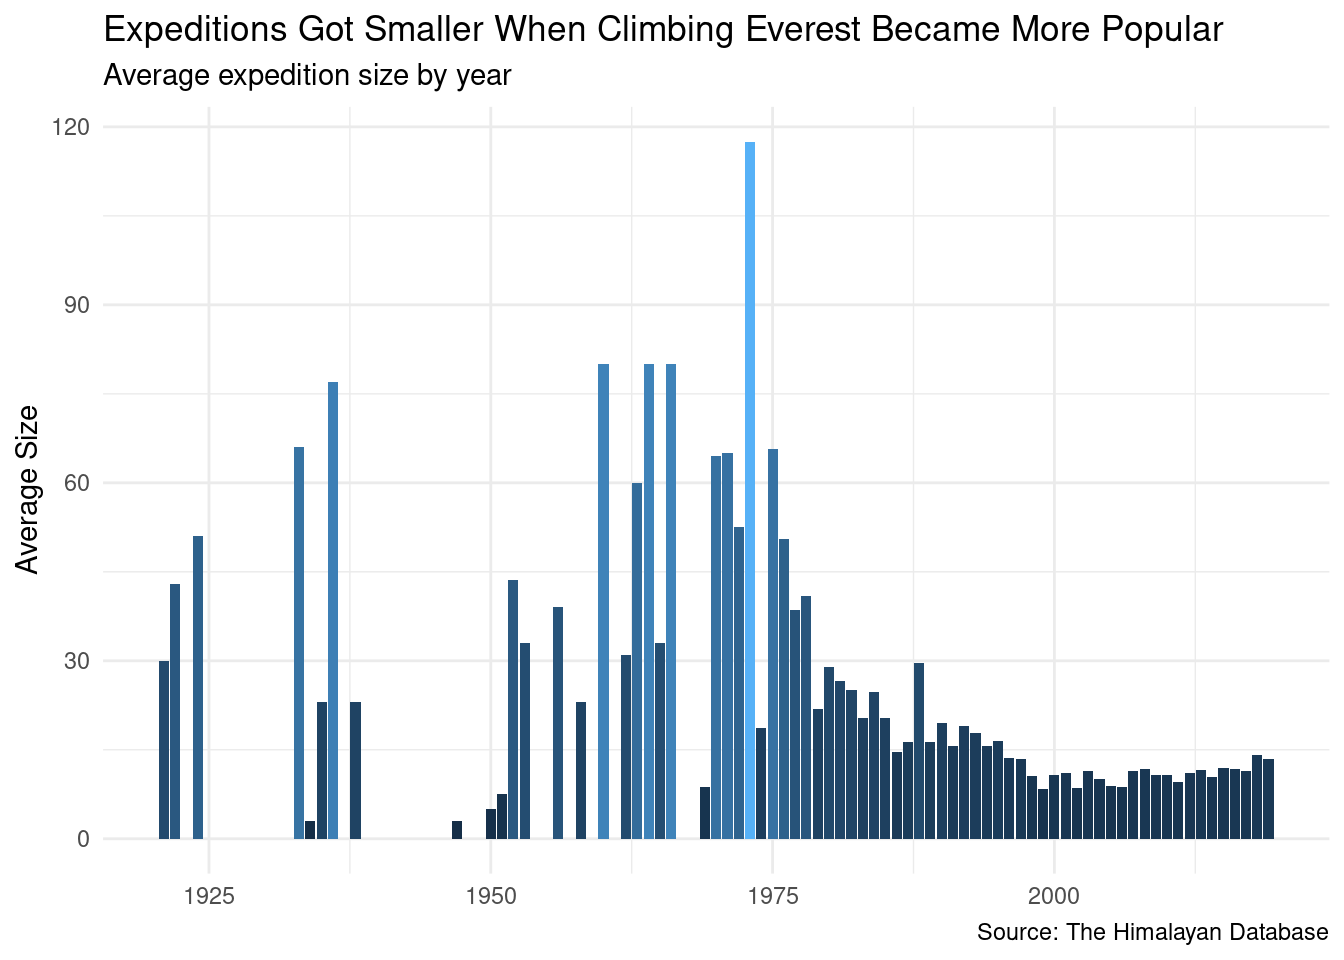 Expeditions Got Smaller When Climbing Everest Became More Popular
Average expedition size by year
120
90
60
30
0
Average Size
1925 1950 1975 2000
Source: The Himalayan Database